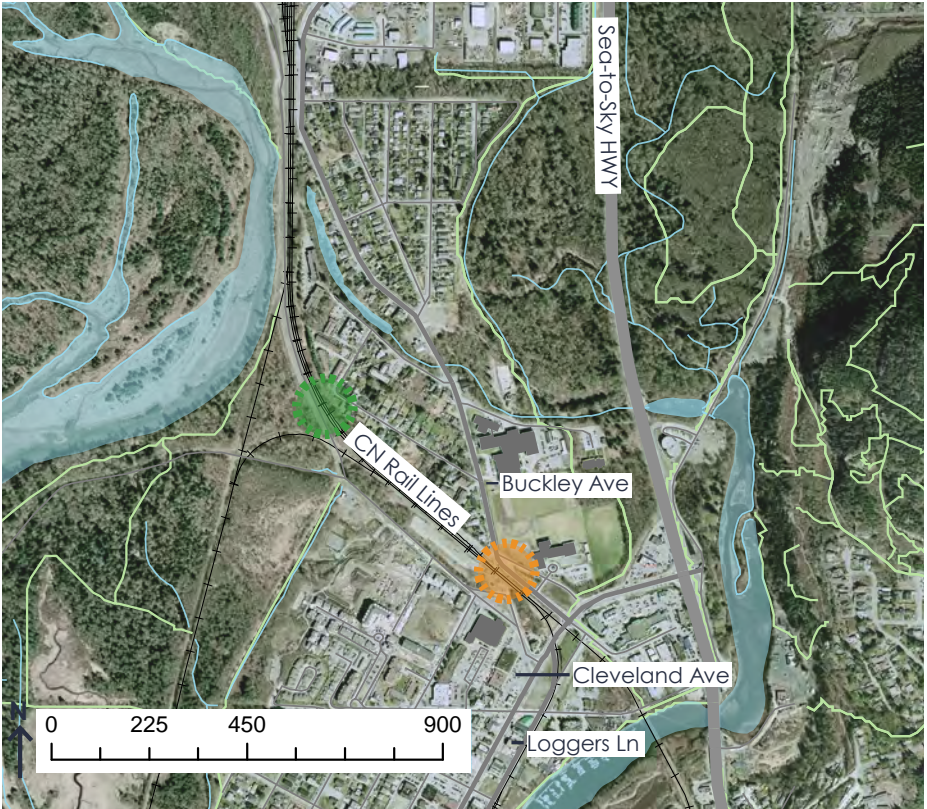 Sea-to-Sky HWY
CN Rail Lines
Buckley Ave
Cleveland Ave
Loggers Ln
0 225 450 900
N